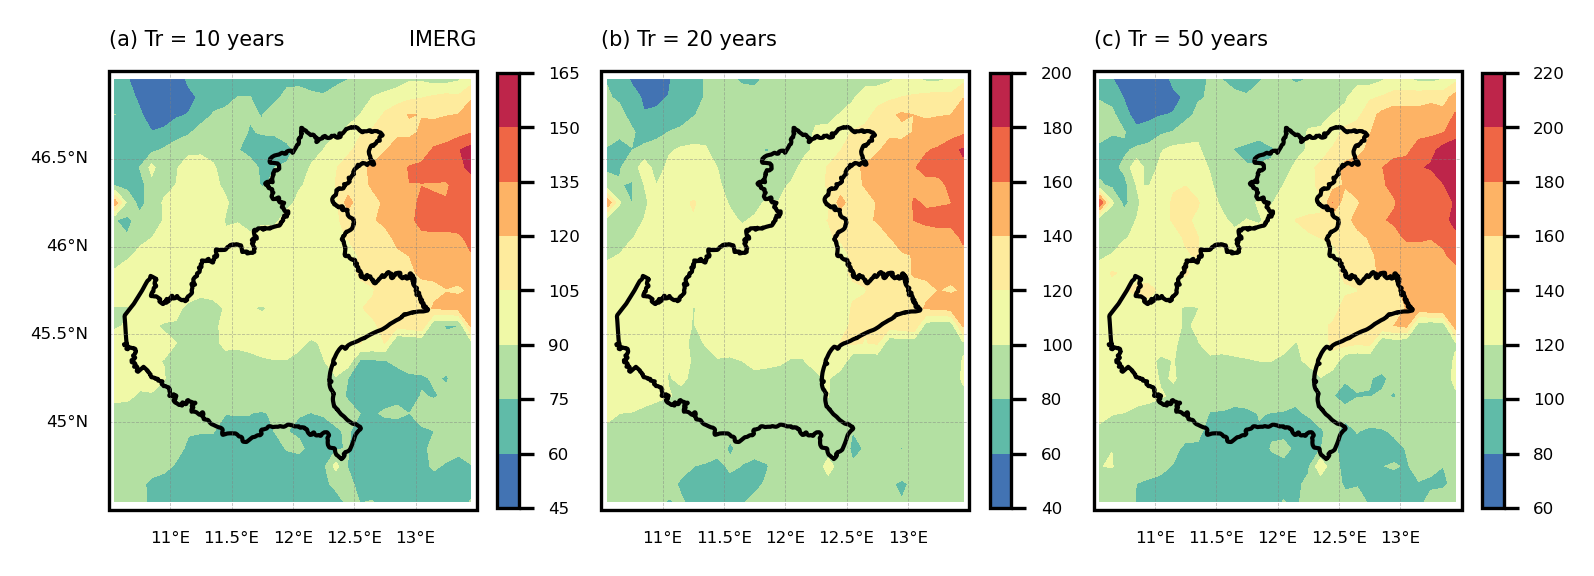 (a) Tr = 10 years IMERG (b) Tr = 20 years (c) Tr = 50 years
165 200 220
150 180 200
46.5°N
135 160 180
120 140 160
46°N
105 120 140
45.5°N
90 100 120
75 80 100
45°N
60 60 80
45 40 60
11°E 11.5°E 12°E 12.5°E 13°E 11°E 11.5°E 12°E 12.5°E 13°E 11°E 11.5°E 12°E 12.5°E 13°E